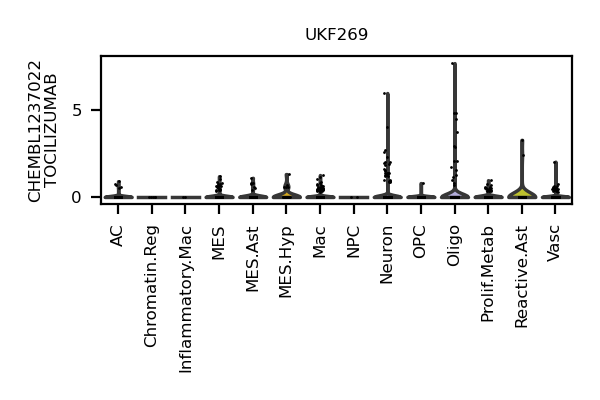 UKF269
CHEMBL1237022
TOCILIZUMAB
5
0
AC
Chromatin.Reg
Inflammatory.Mac
MES
MES.Ast
MES.Hyp
Mac
NPC
Neuron
OPC
Oligo
Prolif.Metab
Reactive.Ast
Vasc